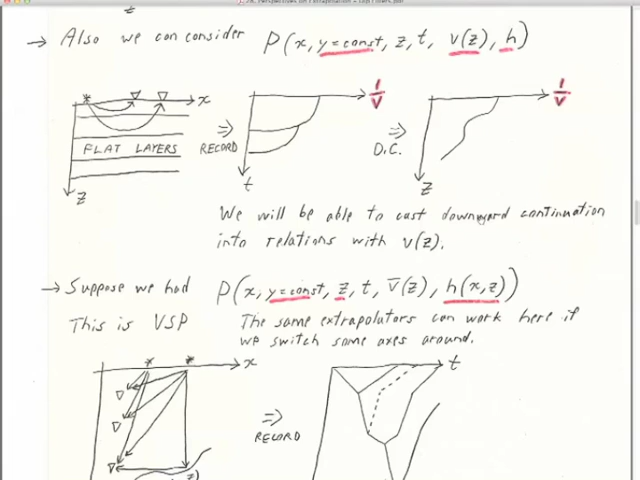 z
→ Also we can consider P(x, y=const, z, t, v(z), h)
* ▽ ▽ x
FLAT LAYERS
z
⇒
RECORD
1/v
t
⇒
D.C.
1/v
z
We will be able to cast downward continuation
into relations with v(z).
→ Suppose we had P(x, y=const, z, t, v̄(z), h(x,z))
This is VSP The same extrapolators can work here if
we switch some axes around.
* * x
▽
▽
▽
z)
⇒
RECORD
t